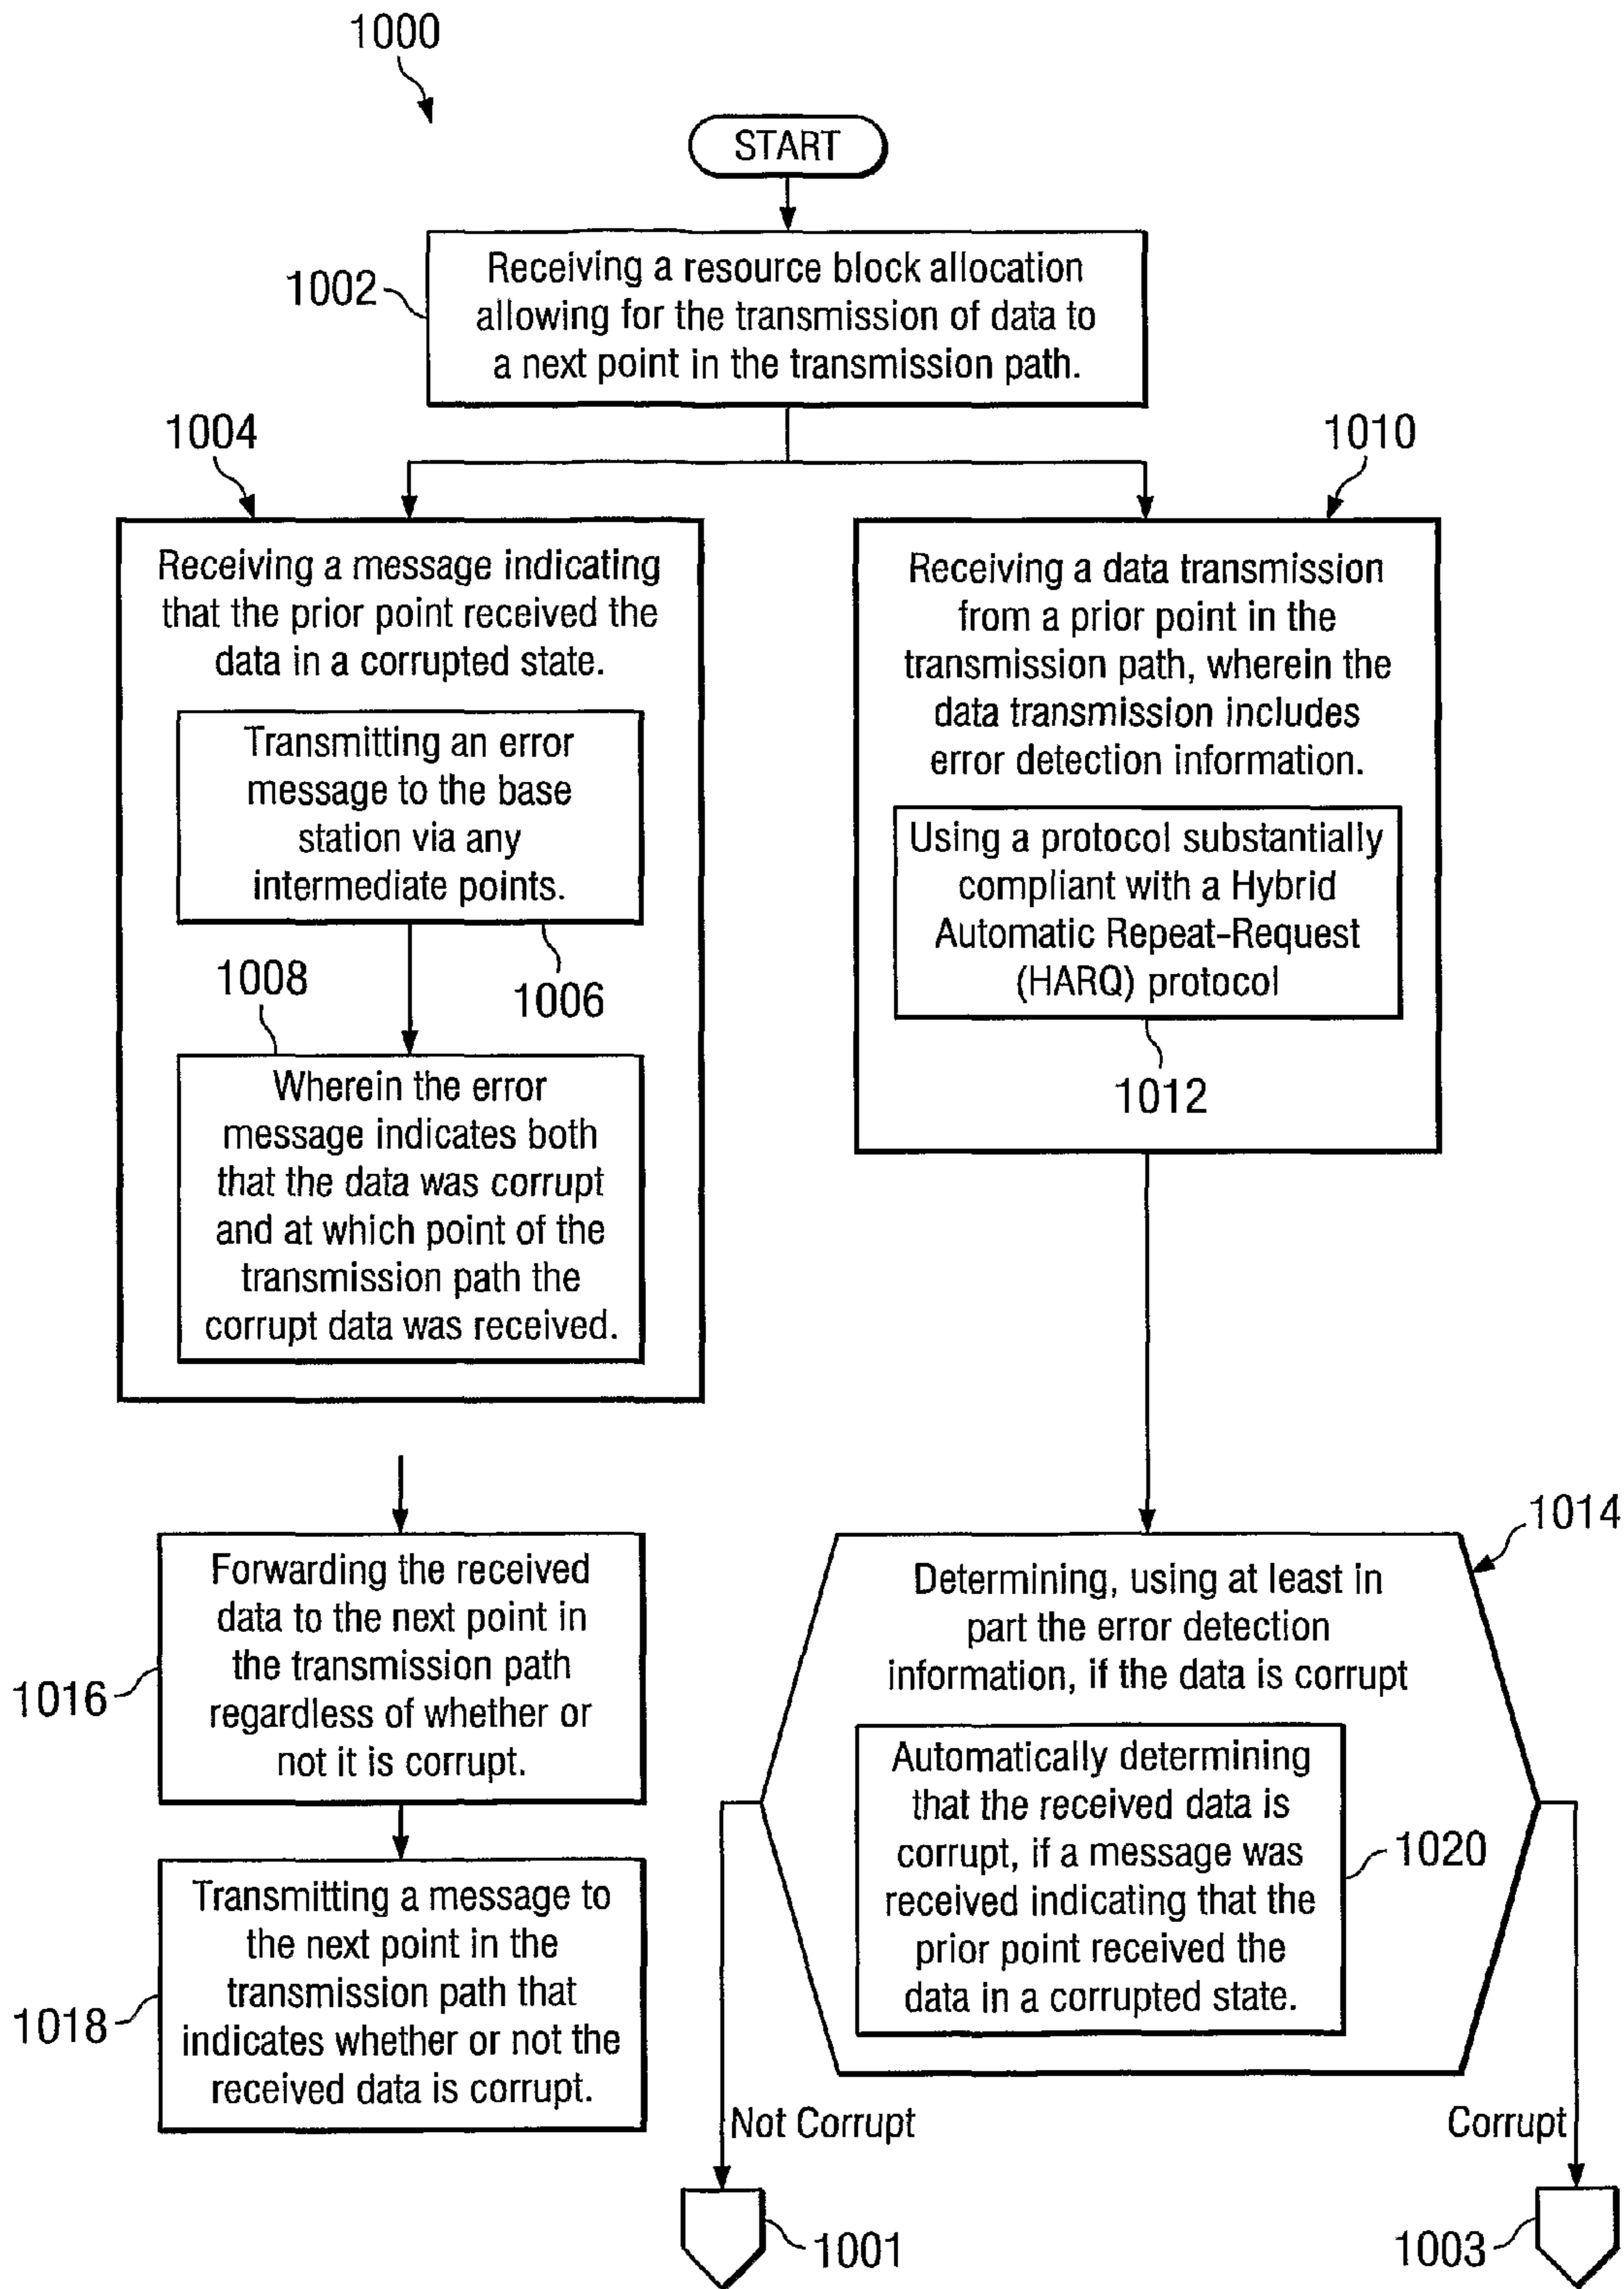 1000
START
1002
Receiving a resource block allocation
allowing for the transmission of data to
a next point in the transmission path.
1004
1010
Receiving a message indicating
that the prior point received the
data in a corrupted state.
Transmitting an error
message to the base
station via any
intermediate points.
1006
1008
Wherein the error
message indicates both
that the data was corrupt
and at which point of the
transmission path the
corrupt data was received.
Receiving a data transmission
from a prior point in the
transmission path, wherein the
data transmission includes
error detection information.
Using a protocol substantially
compliant with a Hybrid
Automatic Repeat-Request
(HARQ) protocol
1012
1016
Forwarding the received
data to the next point in
the transmission path
regardless of whether or
not it is corrupt.
1018
Transmitting a message to
the next point in the
transmission path that
indicates whether or not the
received data is corrupt.
1014
Determining, using at least in
part the error detection
information, if the data is corrupt
Automatically determining
that the received data is
corrupt, if a message was
received indicating that the
prior point received the
data in a corrupted state.
1020
Not Corrupt
Corrupt
1001
1003